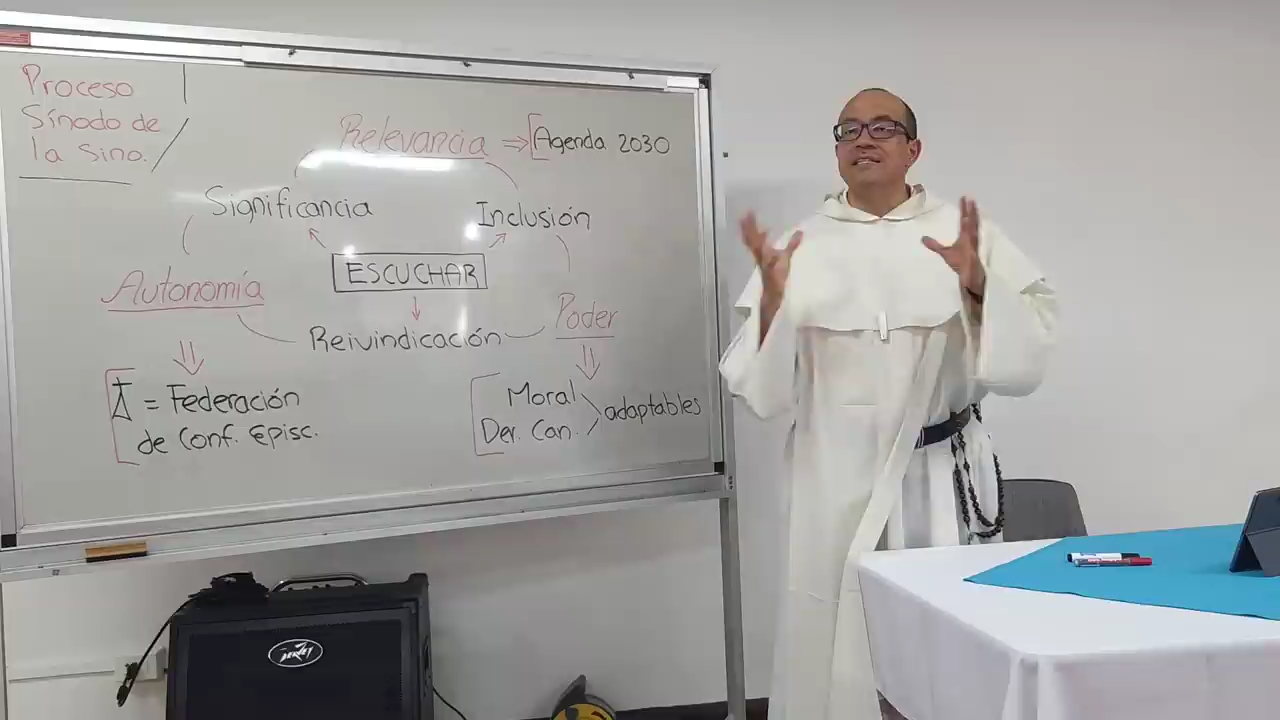 Proceso
Sínodo de
la Sino.
Relevancia ⇒ [Agenda 2030
Significancia
Inclusión
ESCUCHAR
Autonomía
Poder
Reivindicación
= Federación
de Conf. Episc.
Moral
Der. Can.
adaptables
PEAVEY